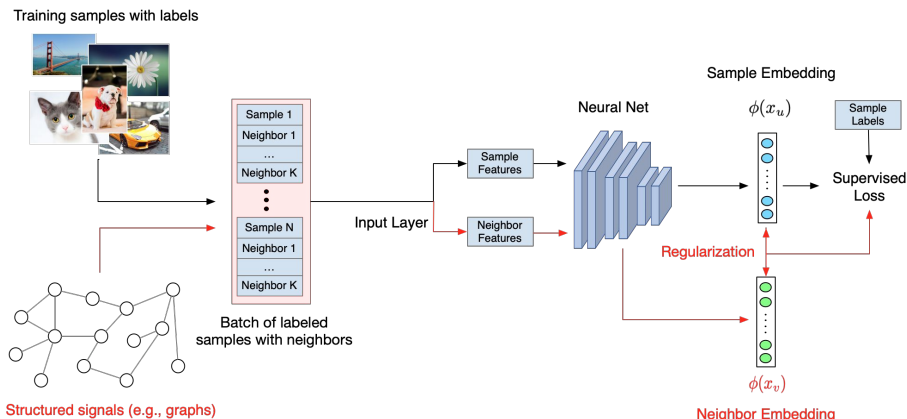 Training samples with labels
Sample 1
Neighbor 1
...
Neighbor K
Sample N
Neighbor 1
...
Neighbor K
Batch of labeled
samples with neighbors
Structured signals (e.g., graphs)
Input Layer
Sample
Features
Neighbor
Features
Neural Net
Sample Embedding
ϕ(xᵤ)
Sample
Labels
Supervised
Loss
Regularization
ϕ(xᵥ)
Neighbor Embedding